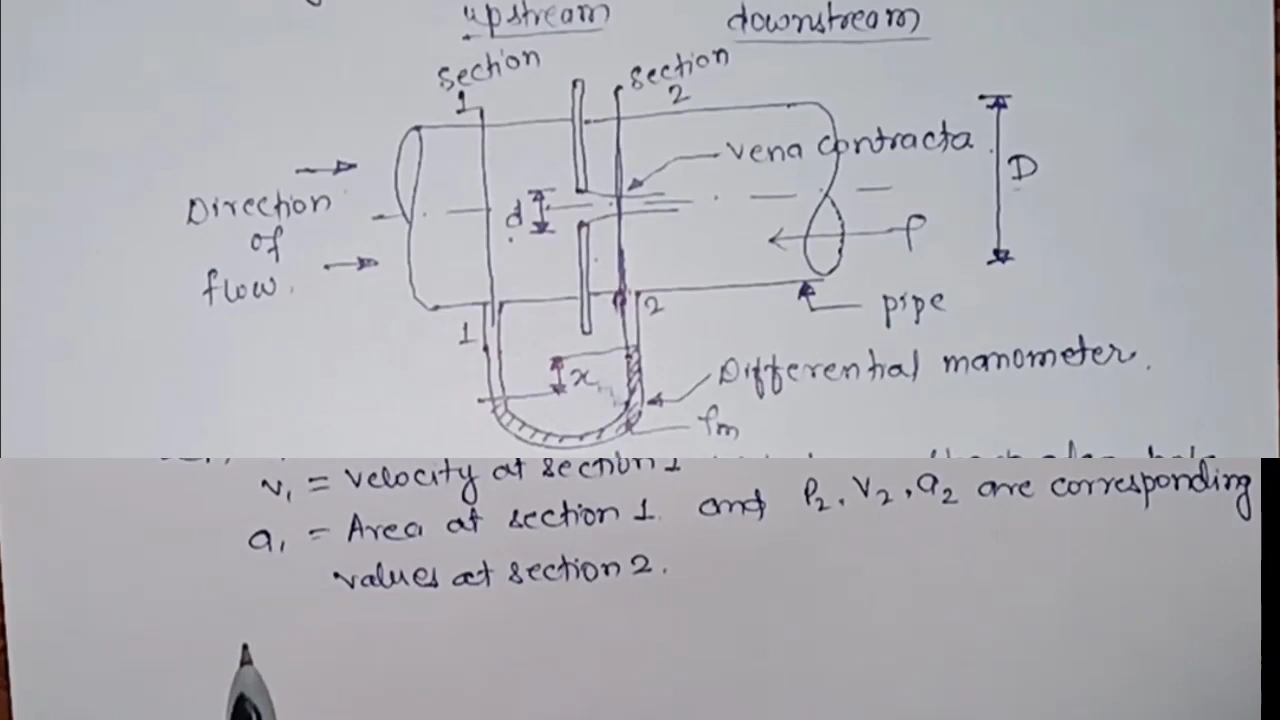 upstream
downstream
section
1
section
2
vena contracta
D
Direction
of
flow.
d
ρ
pipe
1
2
x
Differential manometer.
ρm
v₁ = velocity at section 1
a₁ = Area at section 1. and P₂, V₂, a₂ are corresponding
values at section 2.